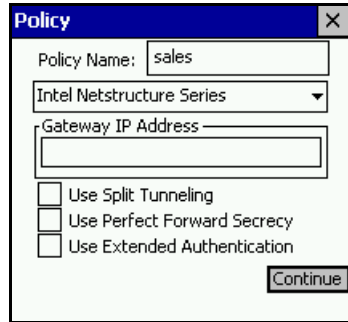 Policy
Policy Name: sales
Intel Netstructure Series
Gateway IP Address
Use Split Tunneling
Use Perfect Forward Secrecy
Use Extended Authentication
Continue